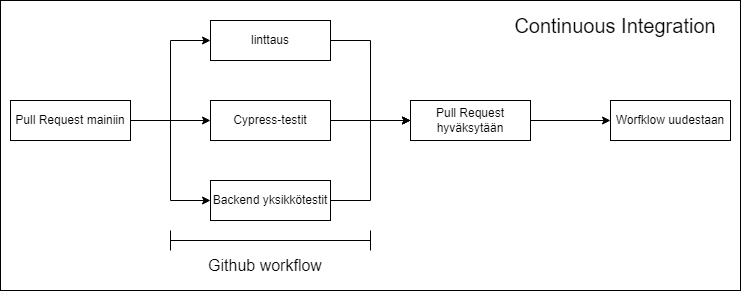 Continuous Integration
linttaus
Pull Request mainiin
Cypress-testit
Pull Request
hyväksytään
Worfklow uudestaan
Backend yksikkötestit
Github workflow